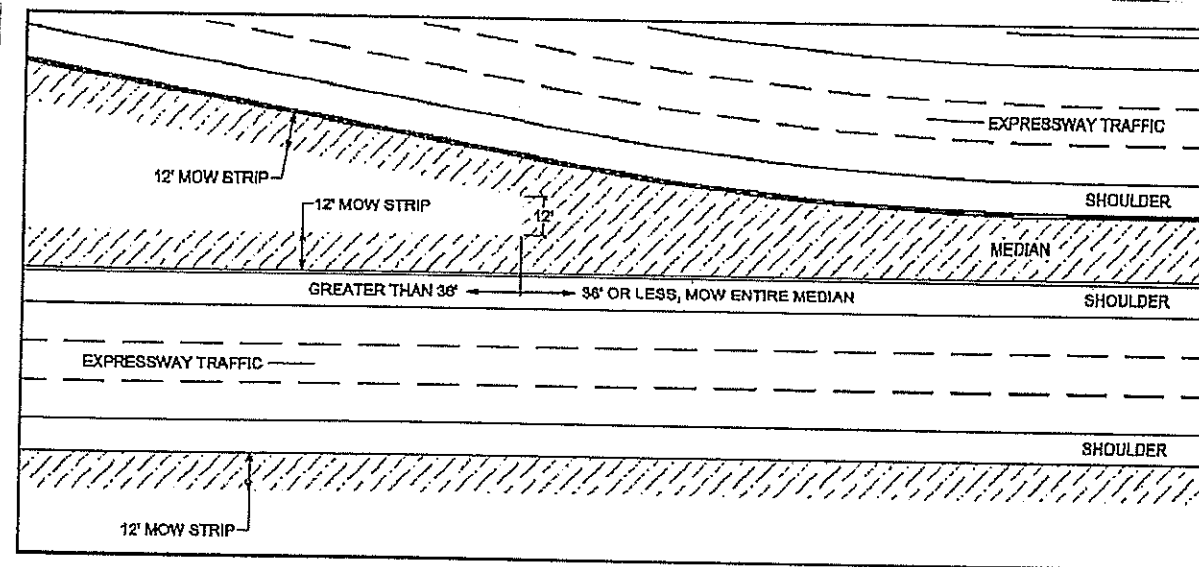 EXPRESSWAY TRAFFIC
12' MOW STRIP
SHOULDER
12' MOW STRIP
12'
MEDIAN
GREATER THAN 36'
36' OR LESS, MOW ENTIRE MEDIAN
SHOULDER
EXPRESSWAY TRAFFIC
SHOULDER
12' MOW STRIP